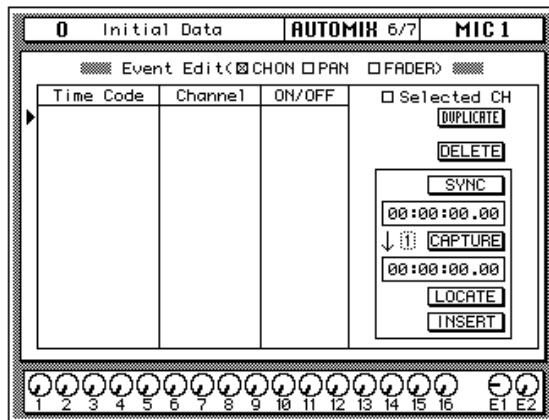 0 Initial Data AUTOMIX 6/7 MIC 1
Event Edit(☒CHON ☐PAN ☐FADER)
Time Code Channel ON/OFF
☐Selected CH
DUPLICATE
DELETE
SYNC
00:00:00.00
↓ 1 CAPTURE
00:00:00.00
LOCATE
INSERT
1 2 3 4 5 6 7 8 9 10 11 12 13 14 15 16 E1 E2